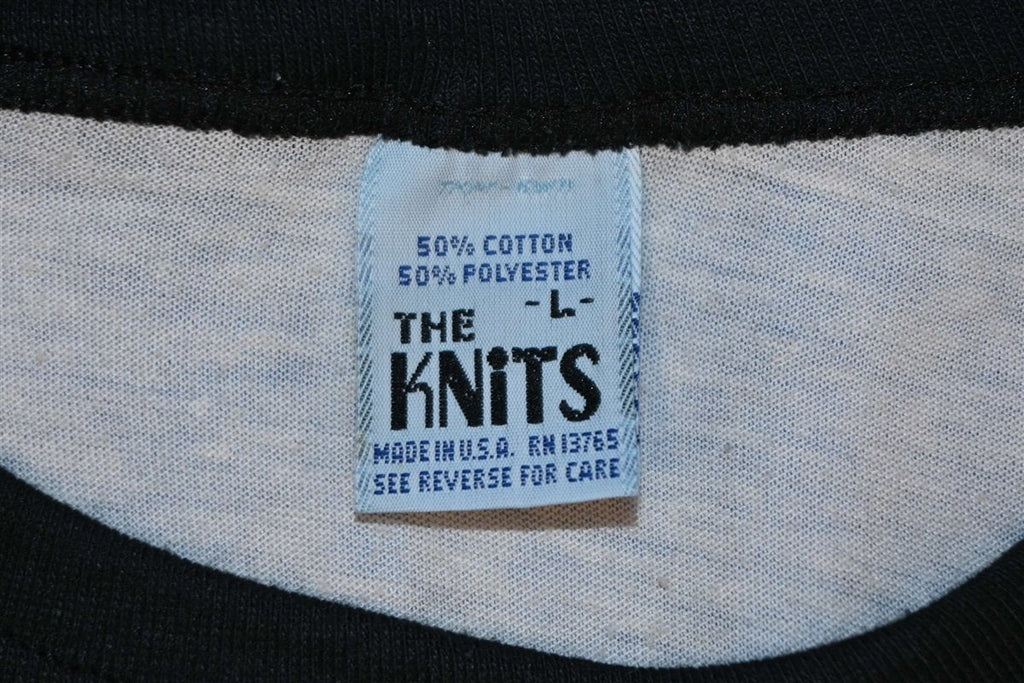 50% COTTON
50% POLYESTER
-L-
THE
KNiTS
MADE IN U.S.A. RN 13765
SEE REVERSE FOR CARE